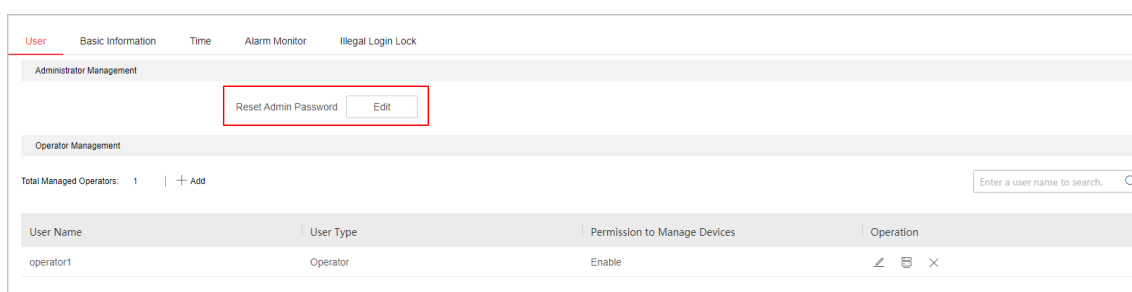 User Basic Information Time Alarm Monitor Illegal Login Lock
Administrator Management
Reset Admin Password Edit
Operator Management
Total Managed Operators: 1 Add Enter a user name to search.
User Name User Type Permission to Manage Devices Operation
operator1 Operator Enable